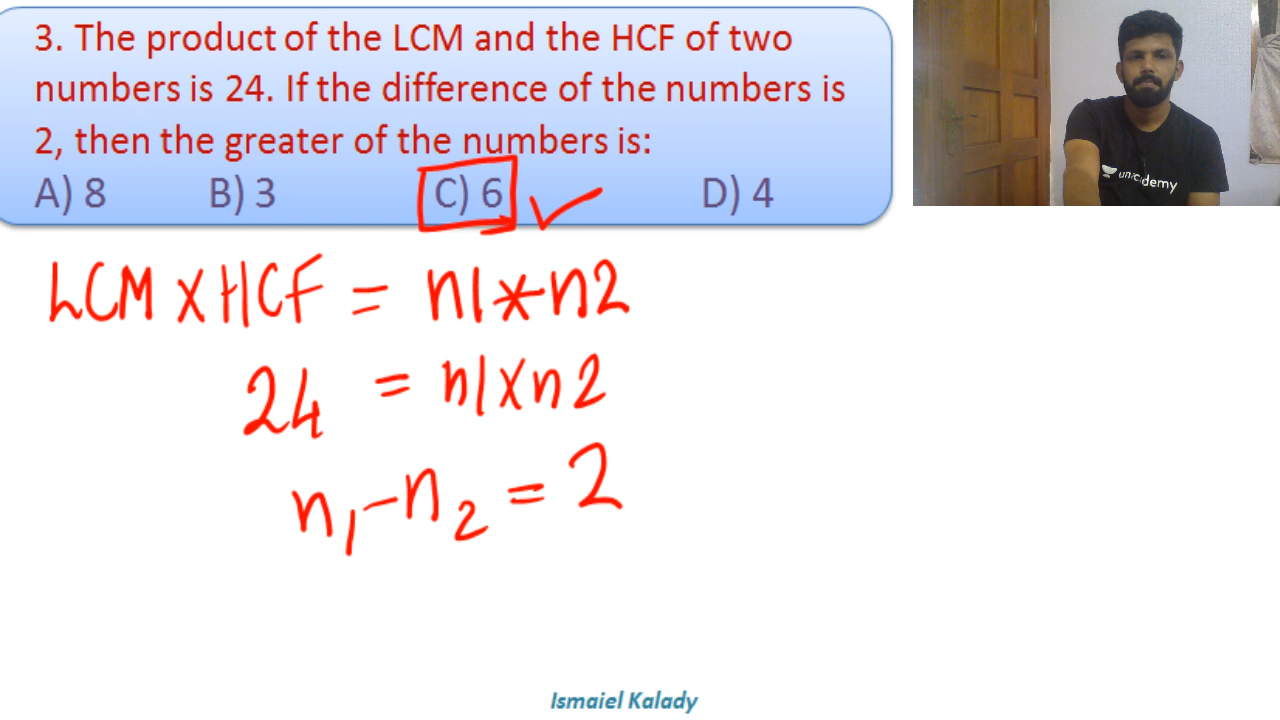 3. The product of the LCM and the HCF of two
numbers is 24. If the difference of the numbers is
2, then the greater of the numbers is:
A) 8 B) 3 C) 6 D) 4
LCM x HCF = n1 * n2
24 = n1 x n2
n1 - n2 = 2
unacademy
Ismaiel Kalady